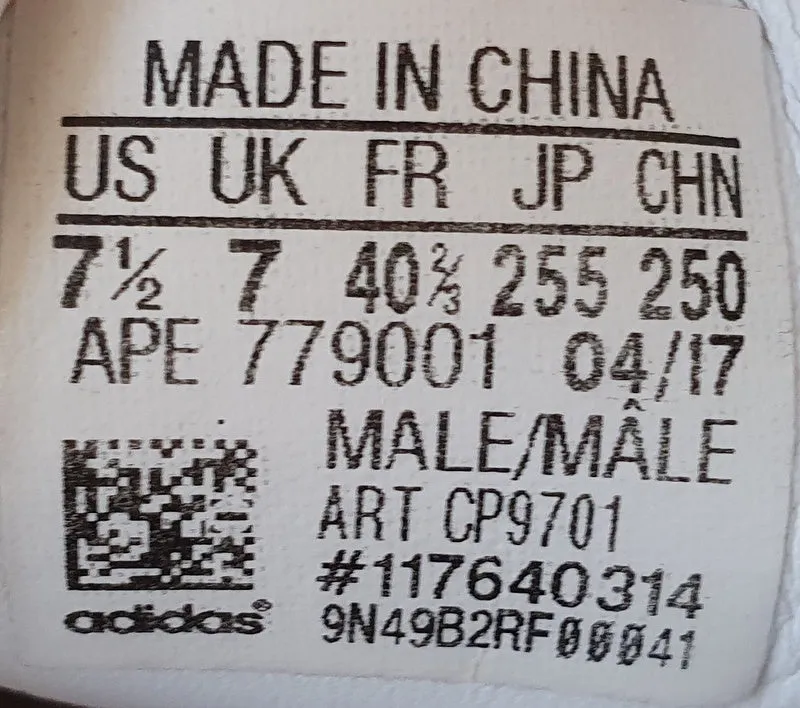 MADE IN CHINA
US UK FR JP CHN
7½ 7 40⅔ 255 250
APE 779001 04/17
MALE/MÂLE
ART CP9701
#117640314
adidas®
9N49B2RF00041